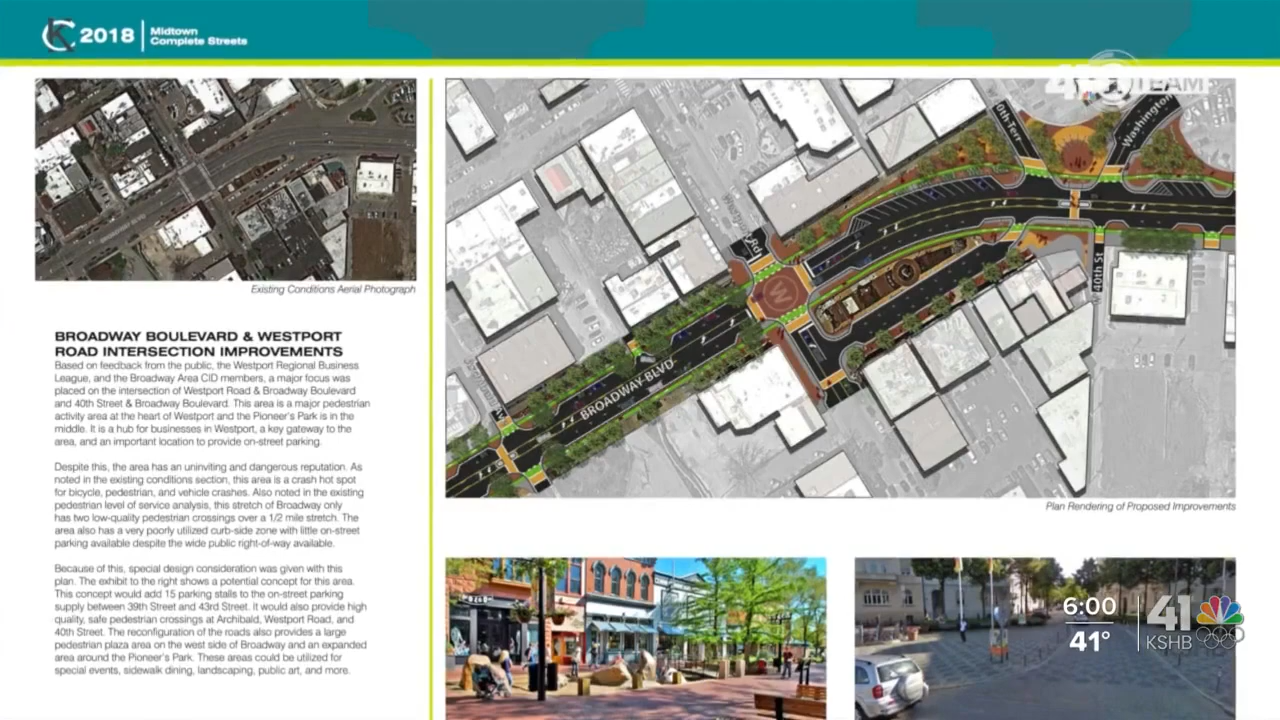 KC 2018
Midtown
Complete Streets
Existing Conditions Aerial Photograph
BROADWAY BOULEVARD & WESTPORT
ROAD INTERSECTION IMPROVEMENTS
Based on feedback from the public, the Westport Regional Business
League, and the Broadway Area CID members, a major focus was
placed on the intersection of Westport Road & Broadway Boulevard
and 40th Street & Broadway Boulevard. This area is a major pedestrian
activity area at the heart of Westport and the Pioneer's Park is in the
middle. It is a hub for businesses in Westport, a key gateway to the
area, and an important location to provide on-street parking.
Despite this, the area has an uninviting and dangerous reputation. As
noted in the existing conditions section, this area is a crash hot spot
for bicycle, pedestrian, and vehicle crashes. Also noted in the existing
pedestrian level of service analysis, this stretch of Broadway only
has two low-quality pedestrian crossings over a 1/2 mile stretch. The
area also has a very poorly utilized curb-side zone with little on-street
parking available despite the wide public right-of-way available.
Because of this, special design consideration was given with this
plan. The exhibit to the right shows a potential concept for this area.
This concept would add 15 parking stalls to the on-street parking
supply between 39th Street and 43rd Street. It would also provide high
quality, safe pedestrian crossings at Archibald, Westport Road, and
40th Street. The reconfiguration of the roads also provides a large
pedestrian plaza area on the west side of Broadway and an expanded
area around the Pioneer's Park. These areas could be utilized for
special events, sidewalk dining, landscaping, public art, and more.
TEAM
0th Terr
Washington
Rd
W
W 40th St
BROADWAY BLVD
Plan Rendering of Proposed Improvements
6:00
41°
41
KSHB